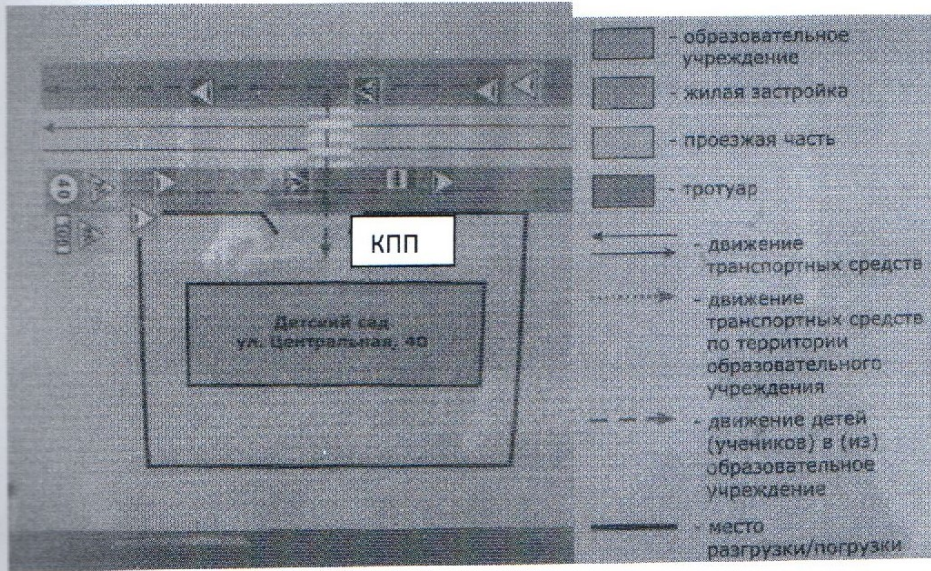 40
КПП
Детский сад
ул. Центральная, 40
- образовательное
учреждение
- жилая застройка
- проезжая часть
- тротуар
- движение
транспортных средств
- движение
транспортных средств
по территории
образовательного
учреждения
- движение детей
(учеников) в (из)
образовательное
учреждение
- место
разгрузки/погрузки